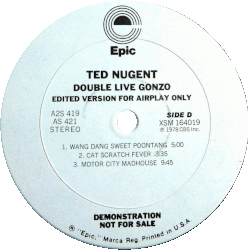 Epic
TED NUGENT
DOUBLE LIVE GONZO
EDITED VERSION FOR AIRPLAY ONLY
A2S 419
AS 421
STEREO
SIDE D
XSM 164019
℗ 1978 CBS Inc.
1. WANG DANG SWEET POONTANG 5:00
2. CAT SCRATCH FEVER 3:35
3. MOTOR CITY MADHOUSE 9:45
DEMONSTRATION
NOT FOR SALE
® "Epic," Marca Reg. Printed in U.S.A